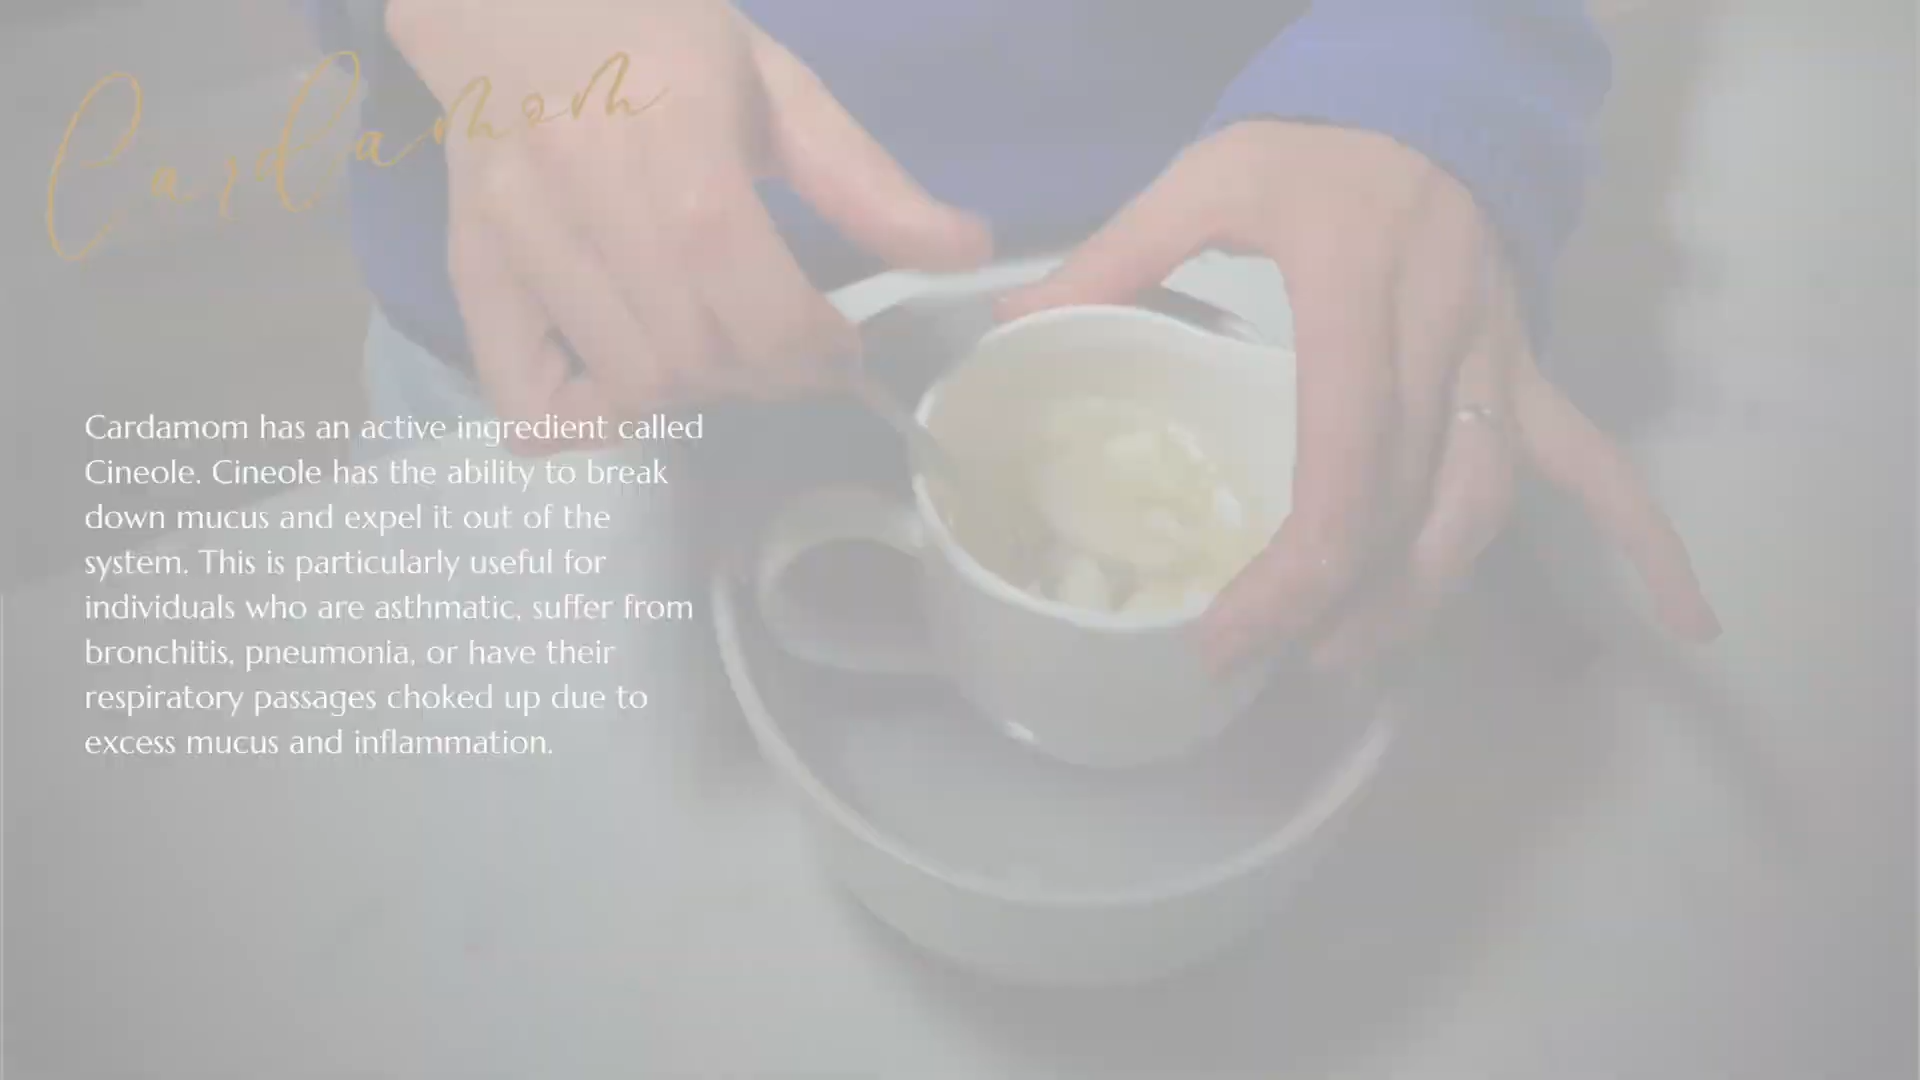 Cardamom
Cardamom has an active ingredient called
Cineole. Cineole has the ability to break
down mucus and expel it out of the
system. This is particularly useful for
individuals who are asthmatic, suffer from
bronchitis, pneumonia, or have their
respiratory passages choked up due to
excess mucus and inflammation.